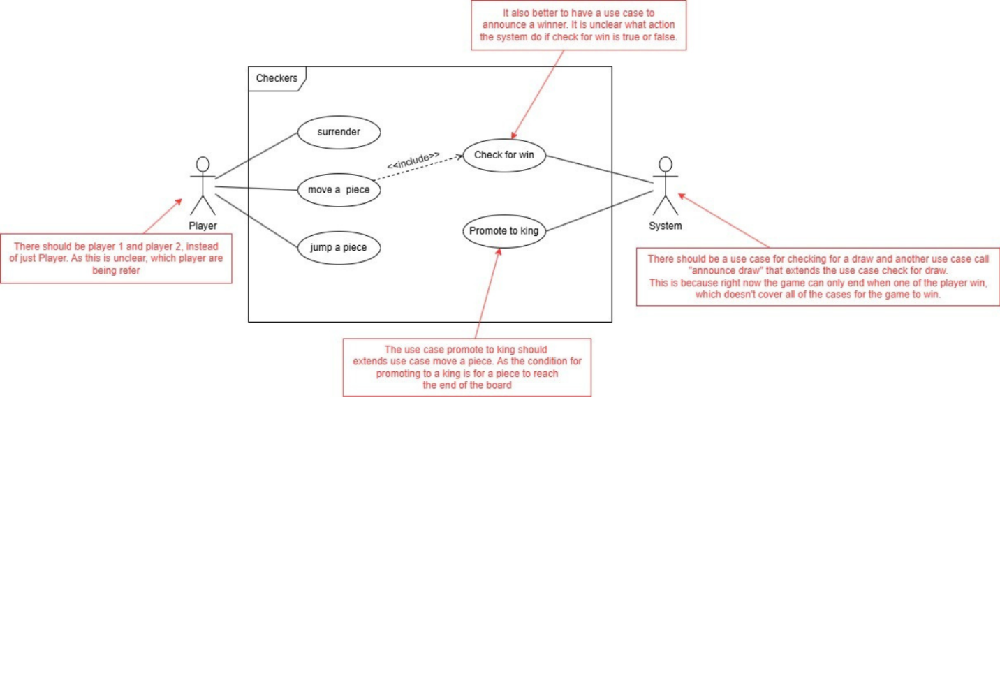 It also better to have a use case to
announce a winner. It is unclear what action
the system do if check for win is true or false.
Checkers
surrender
<<include>>
Check for win
move a  piece
Player
Promote to king
System
jump a piece
There should be player 1 and player 2, instead
of just Player. As this is unclear, which player are
being refer
There should be a use case for checking for a draw and another use case call
"announce draw" that extends the use case check for draw.
This is because right now the game can only end when one of the player win,
which doesn't cover all of the cases for the game to win.
The use case promote to king should
extends use case move a piece. As the condition for
promoting to a king is for a piece to reach
the end of the board